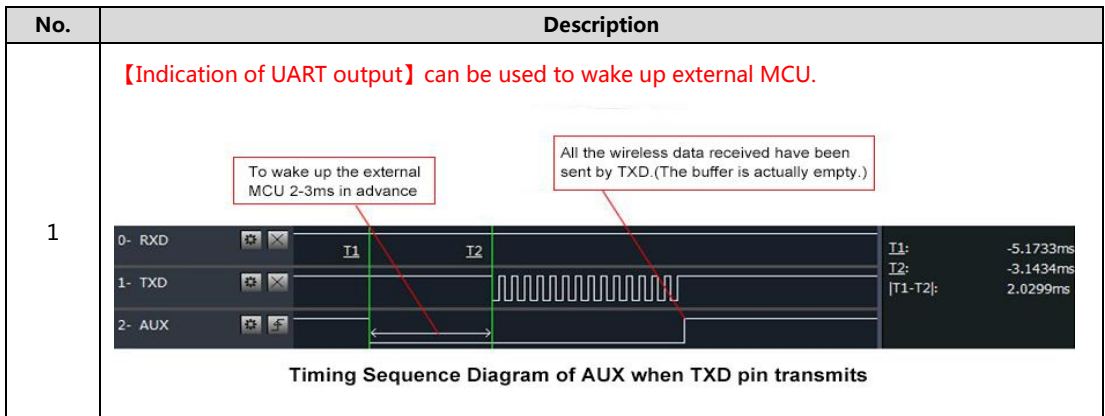 No. Description
【Indication of UART output】can be used to wake up external MCU.
To wake up the external
MCU 2-3ms in advance
All the wireless data received have been
sent by TXD.(The buffer is actually empty.)
1
0- RXD
T1 T2
1- TXD
2- AUX
T1: -5.1733ms
T2: -3.1434ms
|T1-T2|: 2.0299ms
Timing Sequence Diagram of AUX when TXD pin transmits